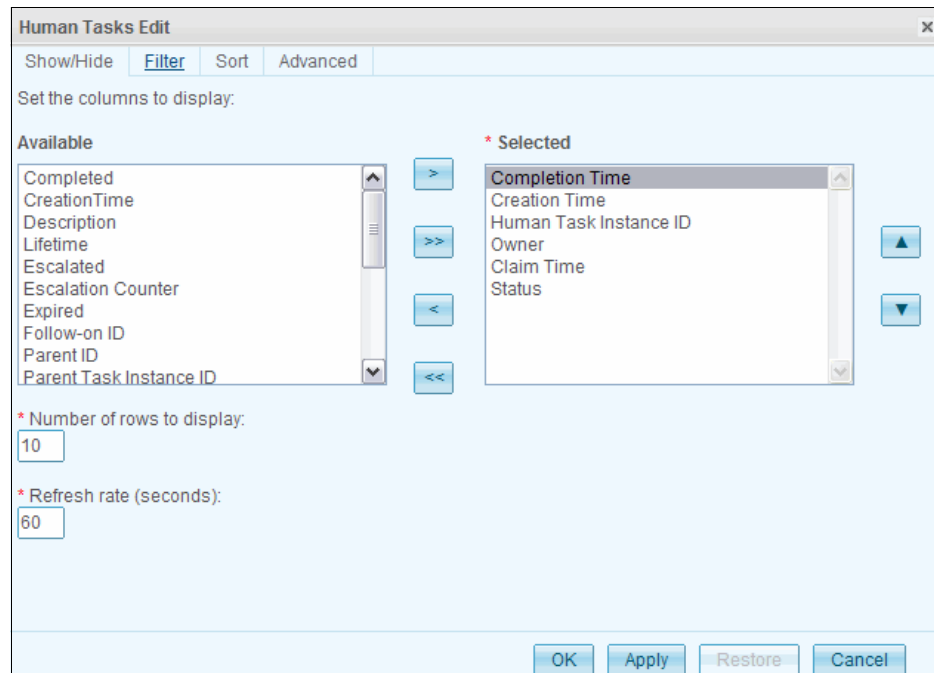 Human Tasks Edit x
Show/Hide Filter Sort Advanced
Set the columns to display:
Available
Completed
CreationTime
Description
Lifetime
Escalated
Escalation Counter
Expired
Follow-on ID
Parent ID
Parent Task Instance ID
>
>>
<
<<
* Selected
Completion Time
Creation Time
Human Task Instance ID
Owner
Claim Time
Status
* Number of rows to display:
10
* Refresh rate (seconds):
60
OK Apply Restore Cancel